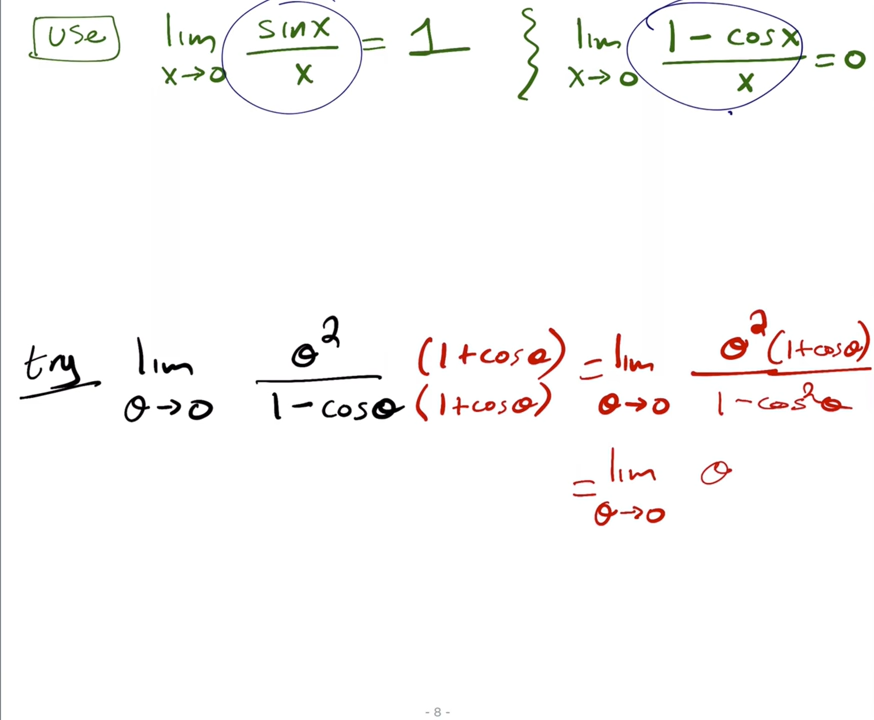 use lim x→0 sinx/x = 1 } lim x→0 1 - cosx/x = 0
try lim θ→0 θ²/1 - cosθ (1+cosθ)/(1+cosθ) = lim θ→0 θ²(1+cosθ)/1 - cos²θ
= lim θ→0 θ
- 8 -